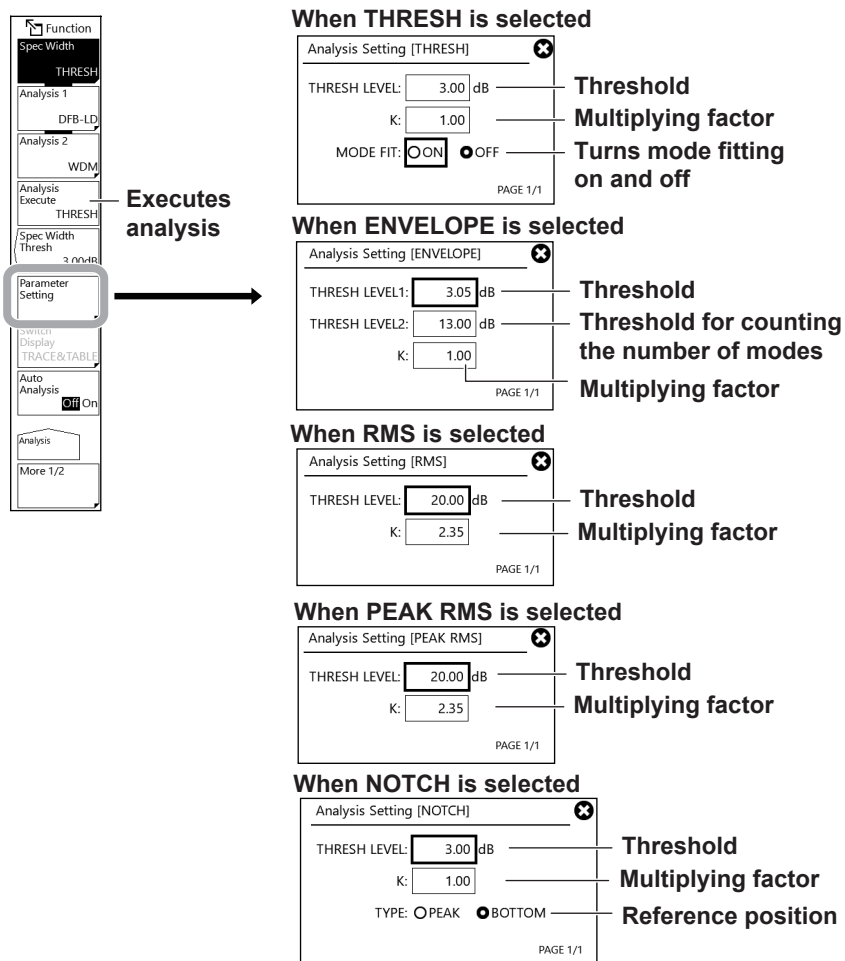 Function
Spec Width
THRESH
Analysis 1
DFB-LD
Analysis 2
WDM
Analysis
Execute
THRESH
Spec Width
Thresh
3.00dB
Parameter
Setting
Switch
Display
TRACE&TABLE
Auto
Analysis
Off On
Analysis
More 1/2
Executes
analysis
When THRESH is selected
Analysis Setting [THRESH]
THRESH LEVEL: 3.00 dB
Threshold
K: 1.00
Multiplying factor
MODE FIT: ON OFF
Turns mode fitting
on and off
PAGE 1/1
When ENVELOPE is selected
Analysis Setting [ENVELOPE]
THRESH LEVEL1: 3.05 dB
Threshold
THRESH LEVEL2: 13.00 dB
Threshold for counting
the number of modes
K: 1.00
Multiplying factor
PAGE 1/1
When RMS is selected
Analysis Setting [RMS]
THRESH LEVEL: 20.00 dB
Threshold
K: 2.35
Multiplying factor
PAGE 1/1
When PEAK RMS is selected
Analysis Setting [PEAK RMS]
THRESH LEVEL: 20.00 dB
Threshold
K: 2.35
Multiplying factor
PAGE 1/1
When NOTCH is selected
Analysis Setting [NOTCH]
THRESH LEVEL: 3.00 dB
Threshold
K: 1.00
Multiplying factor
TYPE: PEAK BOTTOM
Reference position
PAGE 1/1